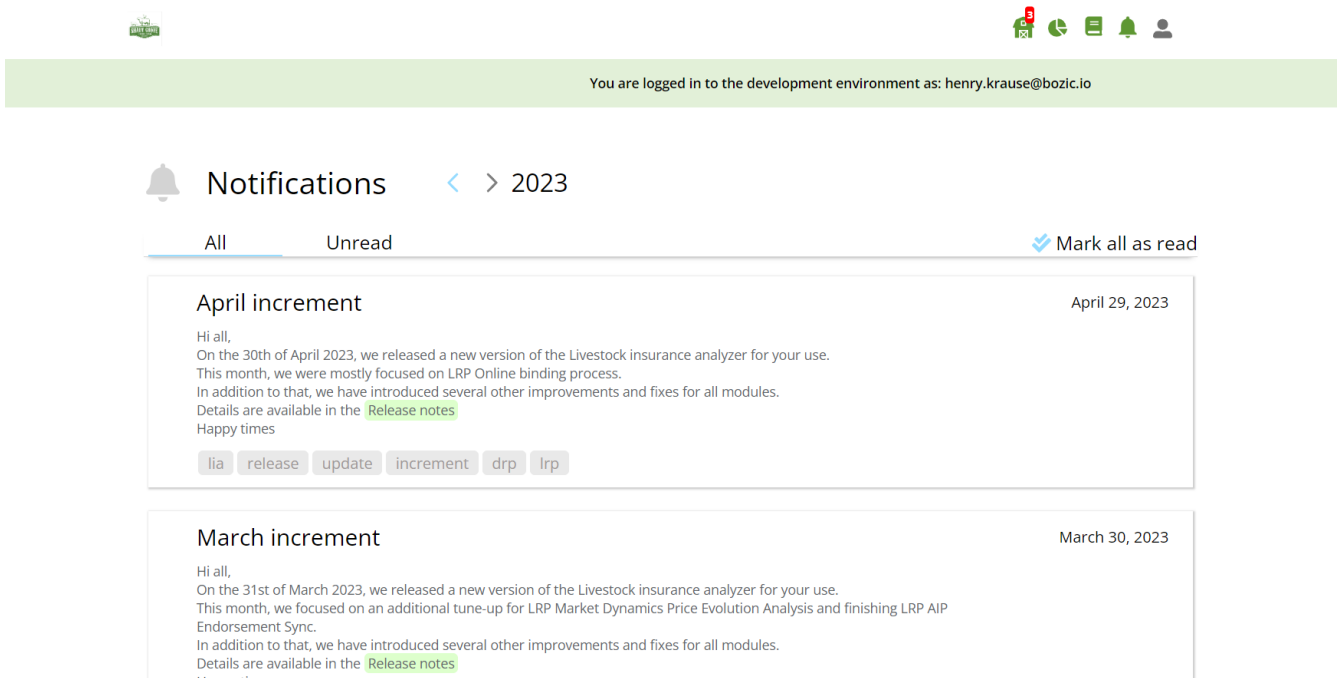 3
You are logged in to the development environment as: henry.krause@bozic.io
Notifications
2023
All
Unread
Mark all as read
April increment
April 29, 2023
Hi all,
On the 30th of April 2023, we released a new version of the Livestock insurance analyzer for your use.
This month, we were mostly focused on LRP Online binding process.
In addition to that, we have introduced several other improvements and fixes for all modules.
Details are available in the Release notes
Happy times
lia release update increment drp lrp
March increment
March 30, 2023
Hi all,
On the 31st of March 2023, we released a new version of the Livestock insurance analyzer for your use.
This month, we focused on an additional tune-up for LRP Market Dynamics Price Evolution Analysis and finishing LRP AIP
Endorsement Sync.
In addition to that, we have introduced several other improvements and fixes for all modules.
Details are available in the Release notes